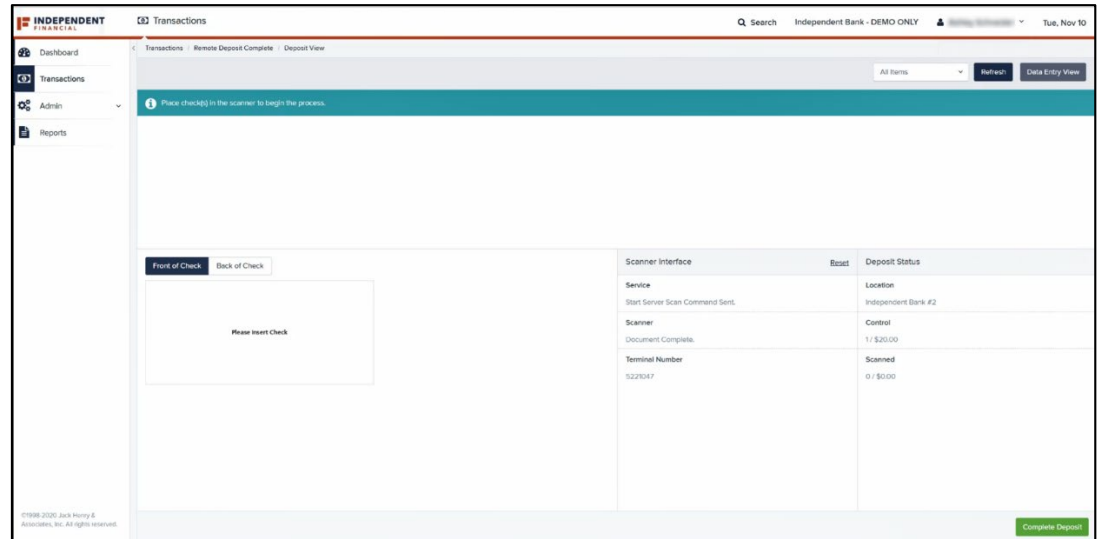 INDEPENDENT
FINANCIAL
Transactions
Search
Independent Bank - DEMO ONLY
Tue, Nov 10
Dashboard
Transactions
Admin
Reports
Transactions / Remote Deposit Complete / Deposit View
All Items
Refresh
Data Entry View
Place check(s) in the scanner to begin the process.
Front of Check
Back of Check
Please Insert Check
Scanner Interface
Reset
Service
Start Server Scan Command Sent.
Scanner
Document Complete.
Terminal Number
5221047
Deposit Status
Location
Independent Bank #2
Control
1 / $20.00
Scanned
0 / $0.00
©1998-2020 Jack Henry &
Associates, Inc. All rights reserved.
Complete Deposit